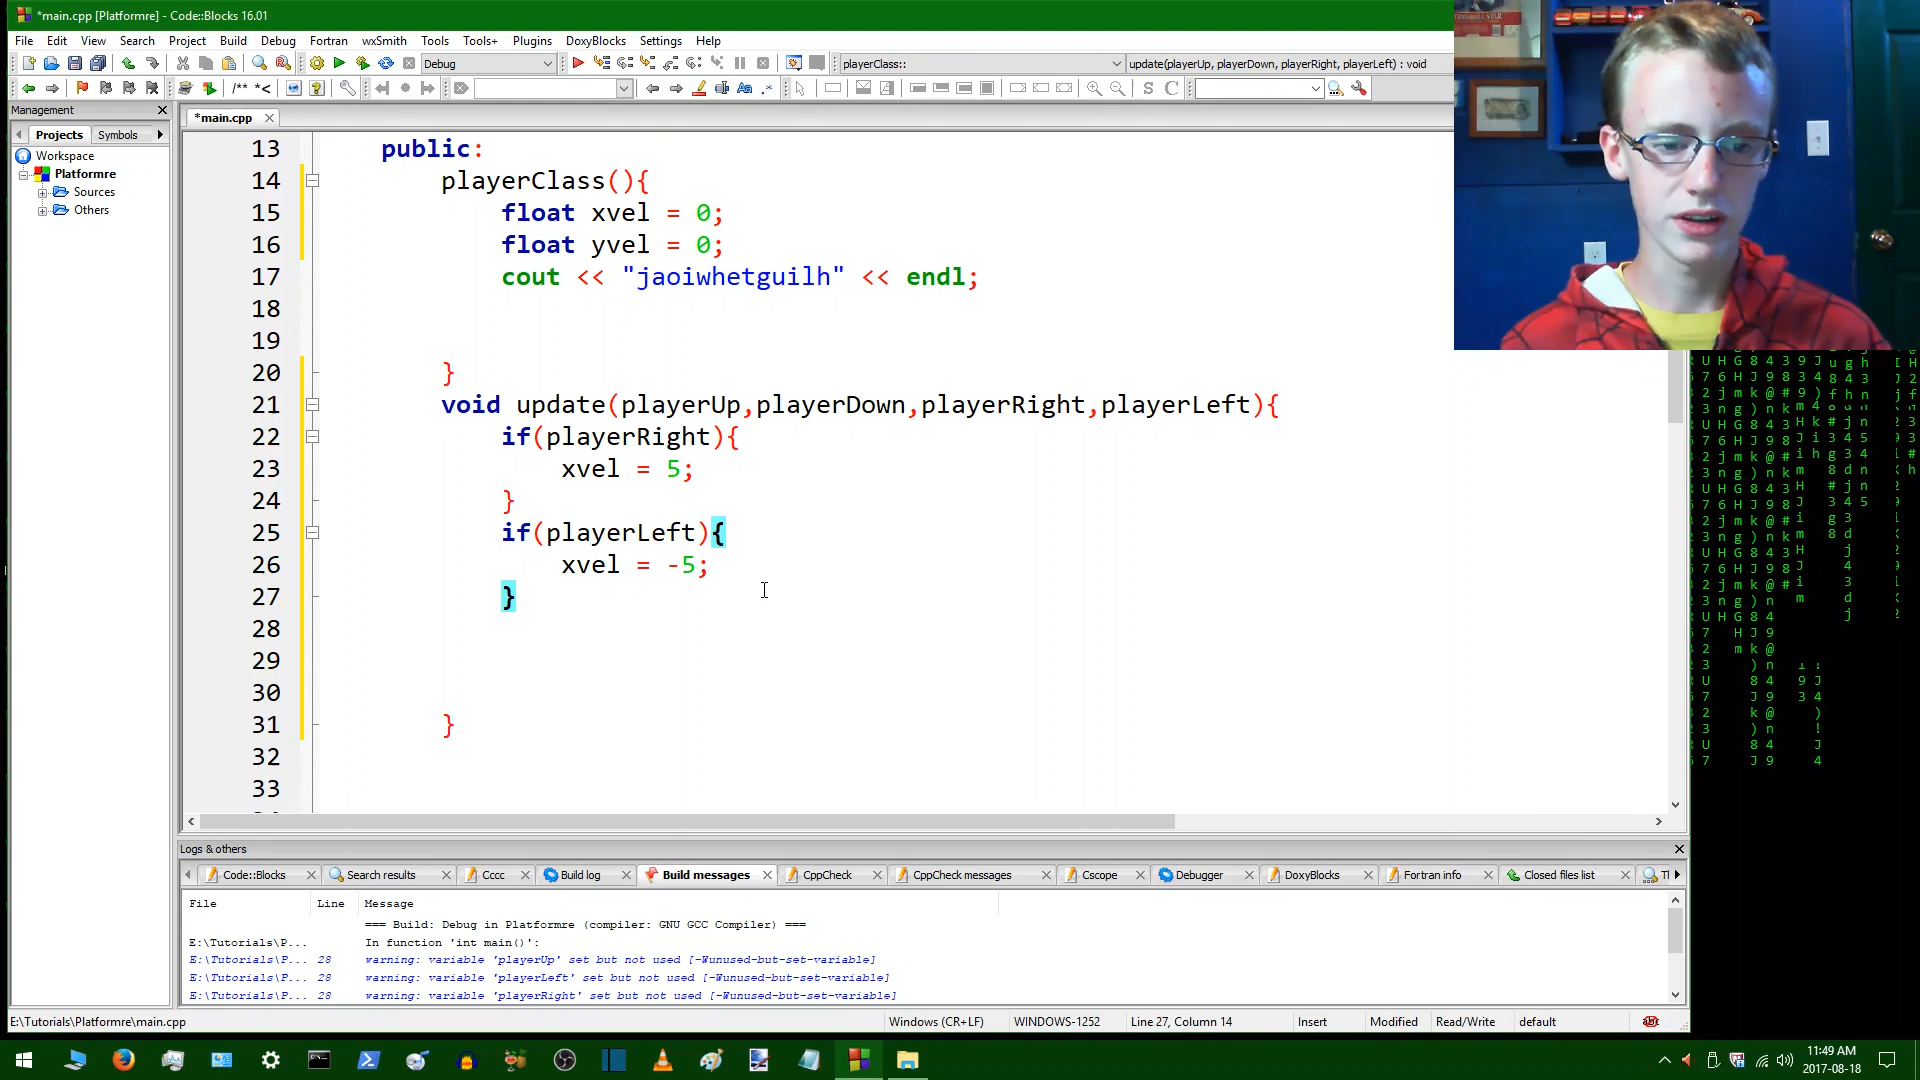 *main.cpp [Platformre] - Code::Blocks 16.01
File Edit View Search Project Build Debug Fortran wxSmith Tools Tools+ Plugins DoxyBlocks Settings Help
Debug
playerClass::
update(playerUp, playerDown, playerRight, playerLeft) : void
/** *<
Management
Projects Symbols
*main.cpp
Workspace
Platformre
Sources
Others
13 public:
14 playerClass(){
15 float xvel = 0;
16 float yvel = 0;
17 cout << "jaoiwhetguilh" << endl;
18
19
20 }
21 void update(playerUp,playerDown,playerRight,playerLeft){
22 if(playerRight){
23 xvel = 5;
24 }
25 if(playerLeft){
26 xvel = -5;
27 }
28
29
30
31 }
32
33
Logs & others
Code::Blocks Search results Cccc Build log Build messages CppCheck CppCheck messages Cscope Debugger DoxyBlocks Fortran info Closed files list
File Line Message
=== Build: Debug in Platformre (compiler: GNU GCC Compiler) ===
E:\Tutorials\P... In function 'int main()':
E:\Tutorials\P... 28 warning: variable 'playerUp' set but not used [-Wunused-but-set-variable]
E:\Tutorials\P... 28 warning: variable 'playerLeft' set but not used [-Wunused-but-set-variable]
E:\Tutorials\P... 28 warning: variable 'playerRight' set but not used [-Wunused-but-set-variable]
E:\Tutorials\Platformre\main.cpp Windows (CR+LF) WINDOWS-1252 Line 27, Column 14 Insert Modified Read/Write default
11:49 AM
2017-08-18